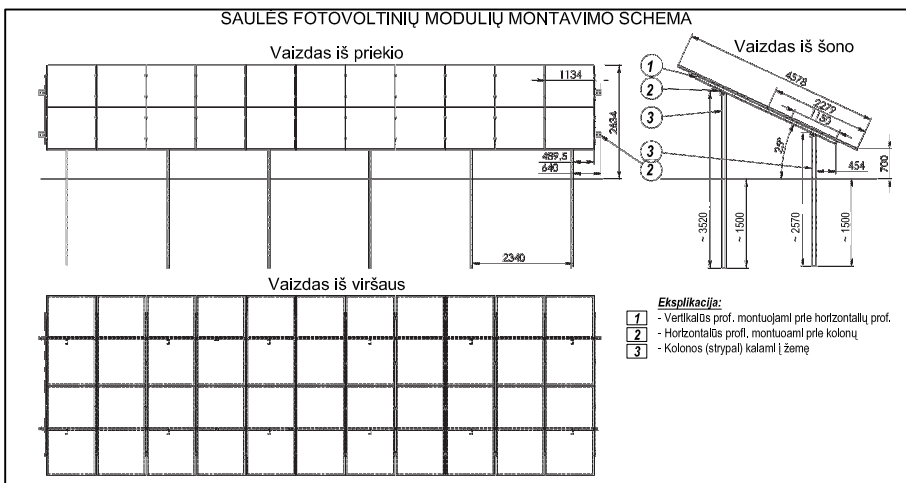 SAULĖS FOTOVOLTINIŲ MODULIŲ MONTAVIMO SCHEMA
Vaizdas iš priekio
1134
2634
489.5
640
2
2340
Vaizdas iš šono
1
2
3
3
4578
2279
1150
25°
454
700
~ 3520
~ 1500
~ 2570
~ 1500
Vaizdas iš viršaus
Eksplikacija:
1 - Vertikalūs prof. montuojami prie horizontalių prof.
2 - Horizontalūs profi. montuoami prie kolonų
3 - Kolonos (strypai) kalami į žemę